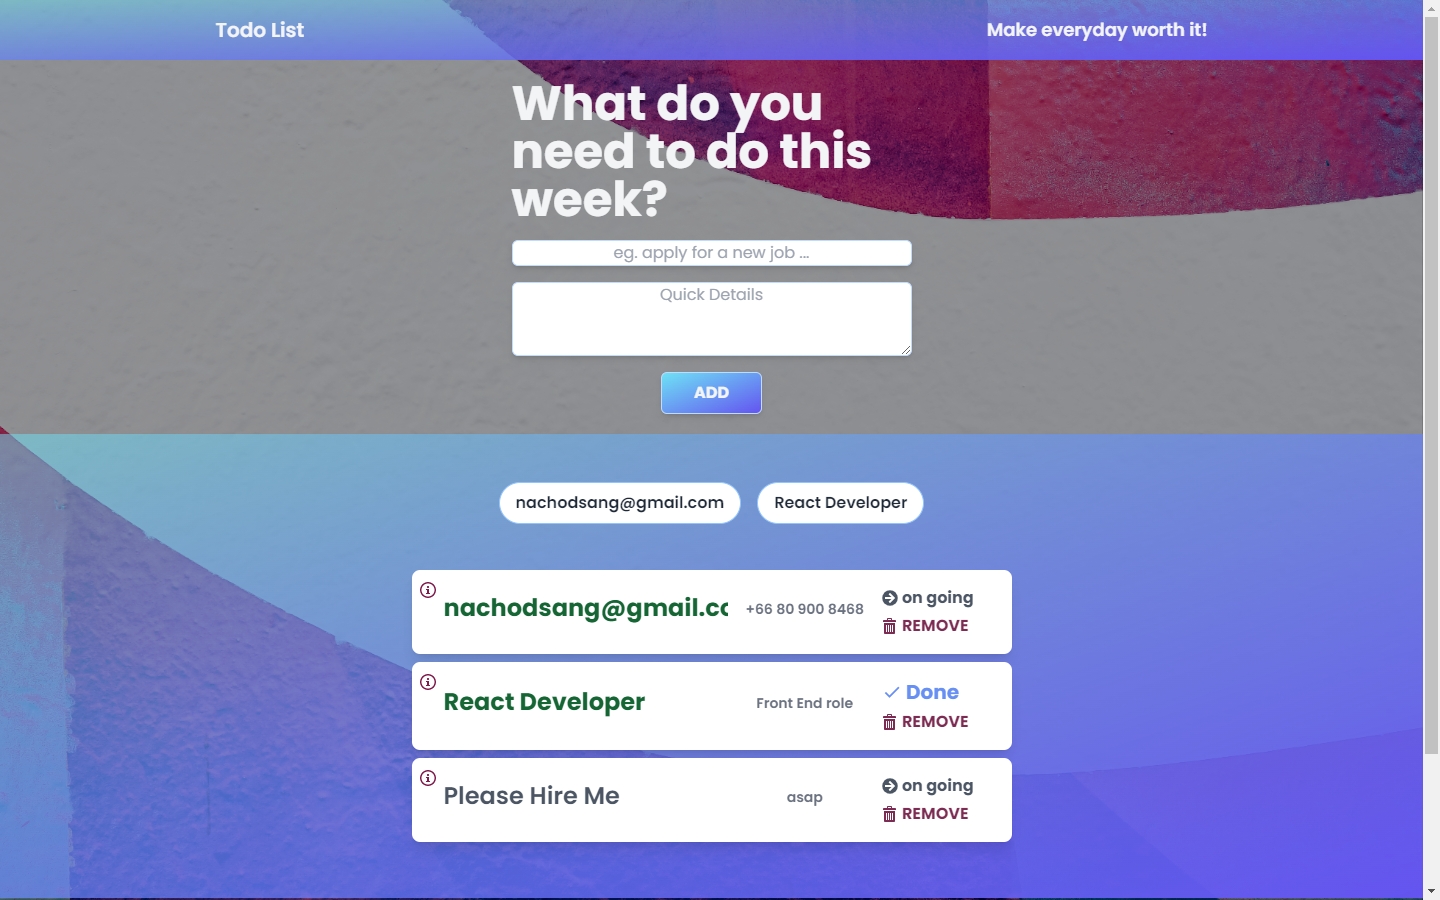 Todo List
Make everyday worth it!
What do you
need to do this
week?
eg. apply for a new job ...
Quick Details
ADD
nachodsang@gmail.com
React Developer
nachodsang@gmail.cc
+66 80 900 8468
on going
REMOVE
React Developer
Front End role
Done
REMOVE
Please Hire Me
asap
on going
REMOVE